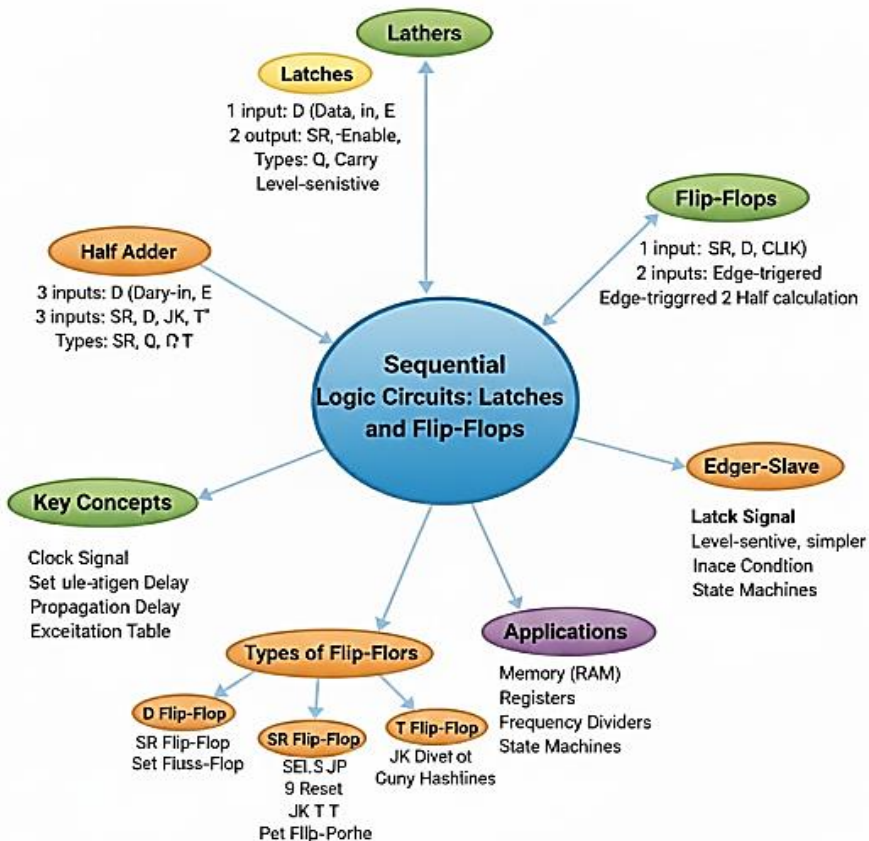 Lathers
Latches
1 input: D (Data, in, E
2 output: SR, -Enable,
Types: Q, Carry
Level-senistive
Flip-Flops
1 input: SR, D, CLIK)
2 inputs: Edge-trigered
Edge-triggrred 2 Half calculation
Half Adder
3 inputs: D (Dary-in, E
3 inputs: SR, D, JK, T"
Types: SR, Q, T
Sequential
Logic Circuits: Latches
and Flip-Flops
Edger-Slave
Latck Signal
Level-sentive, simpler
Inace Condtion
State Machines
Key Concepts
Clock Signal
Set ule-atigen Delay
Propagation Delay
Exceitation Table
Types of Flip-Flors
D Flip-Flop
SR Flip-Flop
Set Fluss-Flop
SR Flip-Flop
SEI.S JP
9 Reset
JK T T
Pet Flip-Porhe
T Flip-Flop
JK Divet ot
Cuny Hashtines
Applications
Memory (RAM)
Registers
Frequency Dividers
State Machines